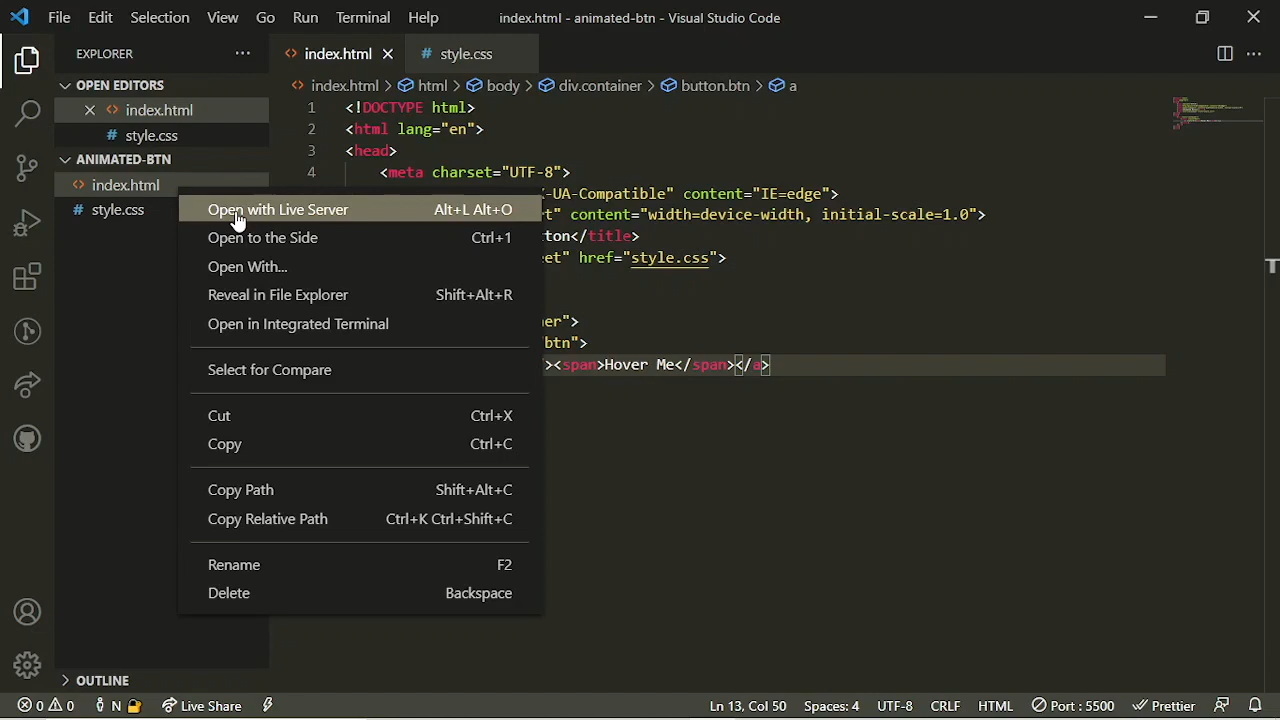 File Edit Selection View Go Run Terminal Help index.html - animated-btn - Visual Studio Code
EXPLORER ···
OPEN EDITORS
index.html
# style.css
ANIMATED-BTN
index.html
# style.css
OUTLINE
index.html # style.css
index.html > html > body > div.container > button.btn > a
1 <!DOCTYPE html>
2 <html lang="en">
3 <head>
4 <meta charset="UTF-8">
-UA-Compatible" content="IE=edge">
t" content="width=device-width, initial-scale=1.0">
ton</title>
et" href="style.css">
er">
btn">
><span>Hover Me</span></a>
Open with Live Server Alt+L Alt+O
Open to the Side Ctrl+1
Open With...
Reveal in File Explorer Shift+Alt+R
Open in Integrated Terminal
Select for Compare
Cut Ctrl+X
Copy Ctrl+C
Copy Path Shift+Alt+C
Copy Relative Path Ctrl+K Ctrl+Shift+C
Rename F2
Delete Backspace
0 0 N Live Share Ln 13, Col 50 Spaces: 4 UTF-8 CRLF HTML Port : 5500 Prettier